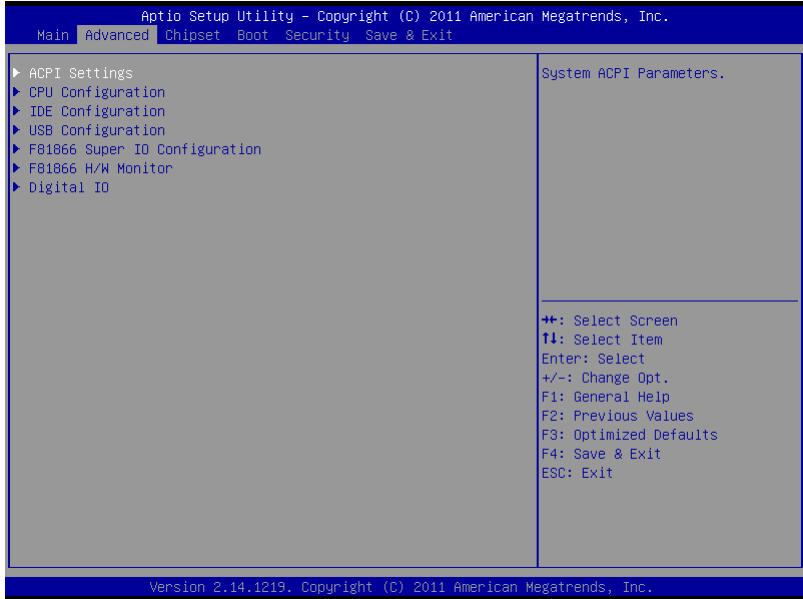 Aptio Setup Utility – Copyright (C) 2011 American Megatrends, Inc.
Main Advanced Chipset Boot Security Save & Exit
▶ ACPI Settings
▶ CPU Configuration
▶ IDE Configuration
▶ USB Configuration
▶ F81866 Super IO Configuration
▶ F81866 H/W Monitor
▶ Digital IO
System ACPI Parameters.
→←: Select Screen
↑↓: Select Item
Enter: Select
+/-: Change Opt.
F1: General Help
F2: Previous Values
F3: Optimized Defaults
F4: Save & Exit
ESC: Exit
Version 2.14.1219. Copyright (C) 2011 American Megatrends, Inc.